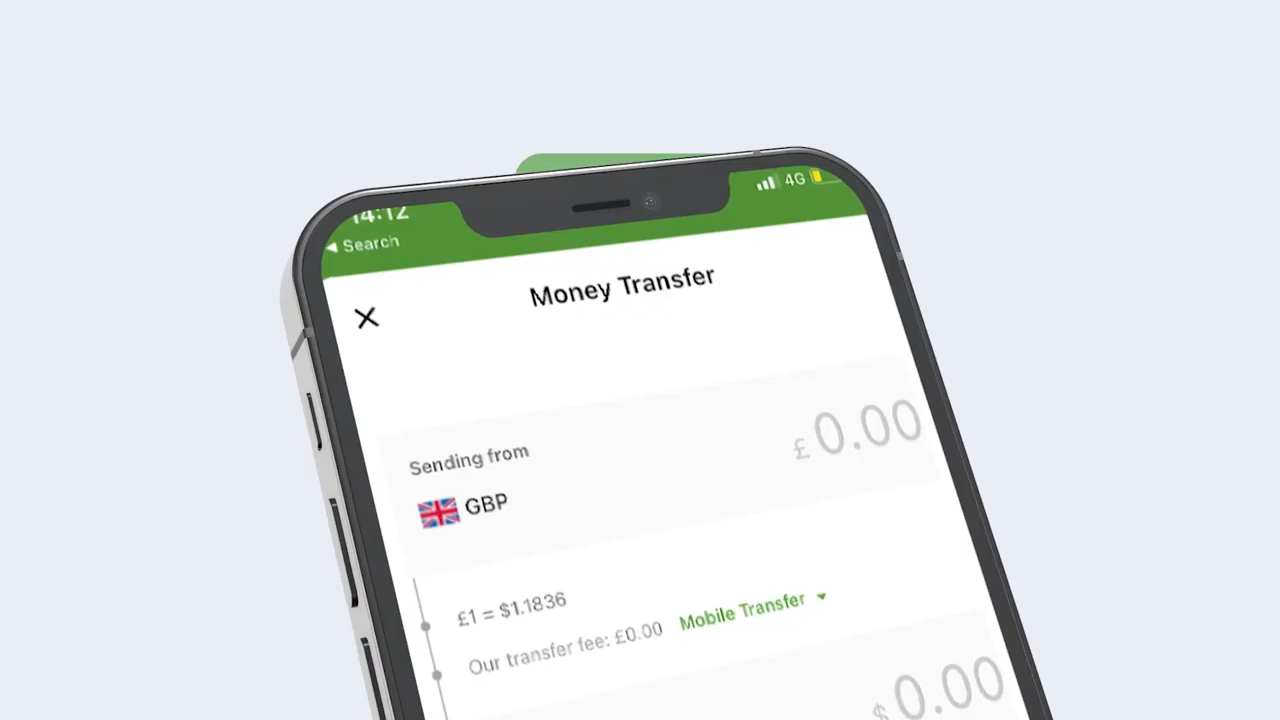 14:12
4G
◀ Search
Money Transfer
Sending from
£0.00
GBP
£1 = $1.1836
Our transfer fee: £0.00 Mobile Transfer
$0.00